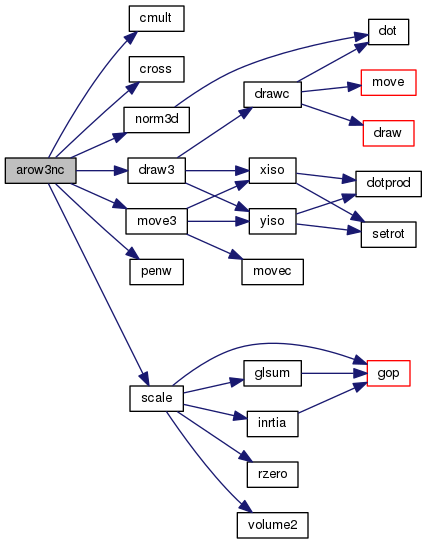 cmult
dot
cross
move
drawc
norm3d
draw
arow3nc
draw3
xiso
dotprod
move3
yiso
setrot
penw
movec
glsum
gop
scale
inrtia
rzero
volume2